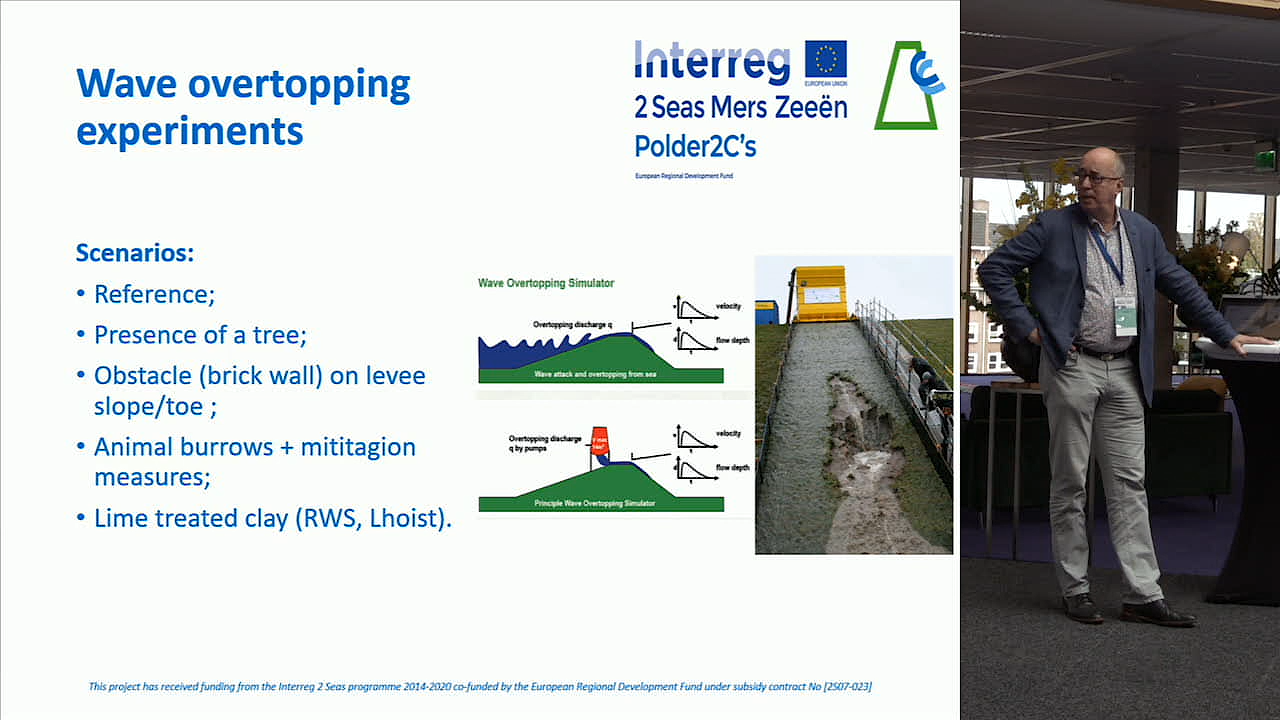 Wave overtopping
experiments
Interreg
EUROPEAN UNION
2 Seas Mers Zeeën
Polder2C's
European Regional Development Fund
Scenarios:
• Reference;
• Presence of a tree;
• Obstacle (brick wall) on levee
slope/toe ;
• Animal burrows + mititagion
measures;
• Lime treated clay (RWS, Lhoist).
Wave Overtopping Simulator
Overtopping discharge q
velocity
flow depth
Wave attack and overtopping from sea
Overtopping discharge
q by pumps
velocity
flow depth
Principle Wave Overtopping Simulator
This project has received funding from the Interreg 2 Seas programme 2014-2020 co-funded by the European Regional Development Fund under subsidy contract No [2S07-023]